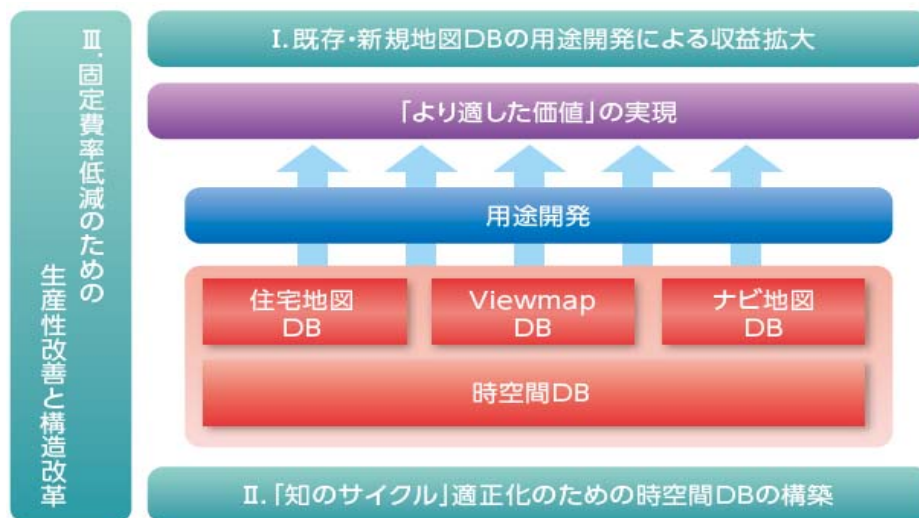 Ⅲ.固定費率低減のための
生産性改善と構造改革
Ⅰ.既存・新規地図DBの用途開発による収益拡大
「より適した価値」の実現
用途開発
住宅地図
DB
Viewmap
DB
ナビ地図
DB
時空間DB
Ⅱ.「知のサイクル」適正化のための時空間DBの構築